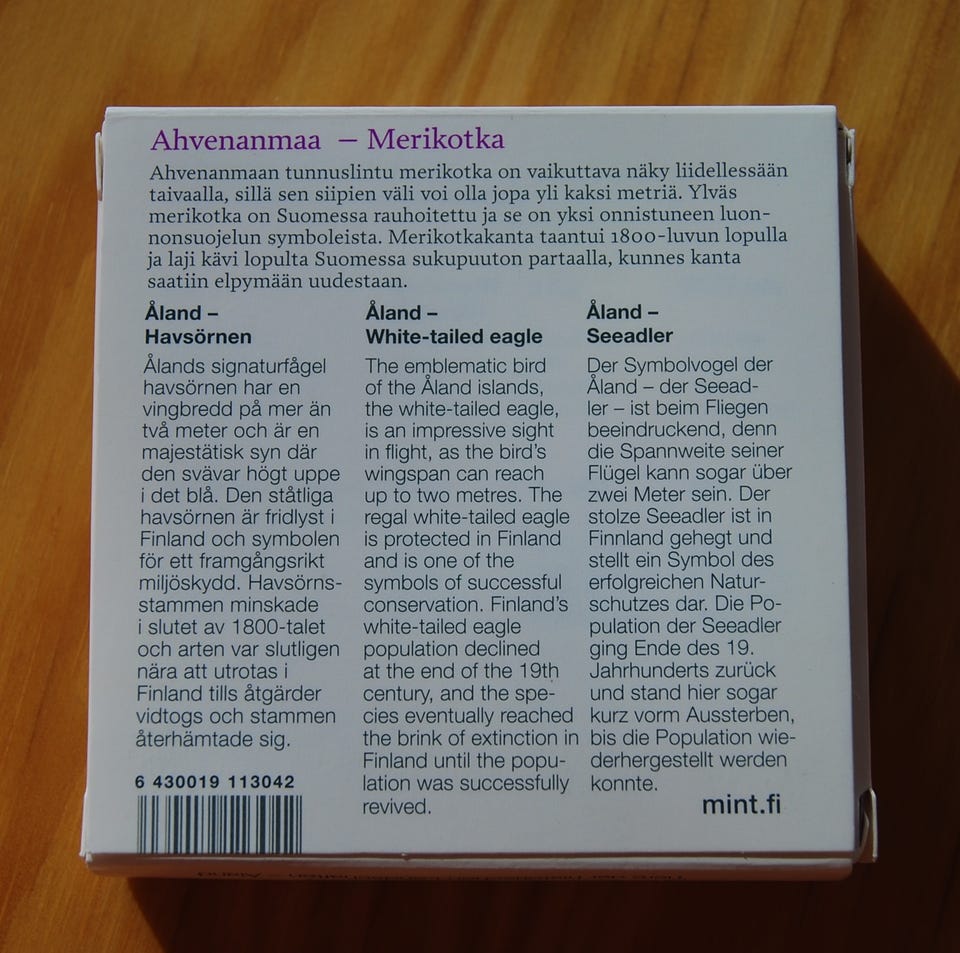 Ahvenanmaa – Merikotka
Ahvenanmaan tunnuslintu merikotka on vaikuttava näky liidellessään
taivaalla, sillä sen siipien väli voi olla jopa yli kaksi metriä. Ylväs
merikotka on Suomessa rauhoitettu ja se on yksi onnistuneen luon-
nonsuojelun symboleista. Merikotkakanta taantui 1800-luvun lopulla
ja laji kävi lopulta Suomessa sukupuuton partaalla, kunnes kanta
saatiin elpymään uudestaan.
Åland –
Havsörnen
Ålands signaturfågel
havsörnen har en
vingbredd på mer än
två meter och är en
majestätisk syn där
den svävar högt uppe
i det blå. Den ståtliga
havsörnen är fridlyst i
Finland och symbolen
för ett framgångsrikt
miljöskydd. Havsörns-
stammen minskade
i slutet av 1800-talet
och arten var slutligen
nära att utrotas i
Finland tills åtgärder
vidtogs och stammen
återhämtade sig.
Åland –
White-tailed eagle
The emblematic bird
of the Åland islands,
the white-tailed eagle,
is an impressive sight
in flight, as the bird's
wingspan can reach
up to two metres. The
regal white-tailed eagle
is protected in Finland
and is one of the
symbols of successful
conservation. Finland's
white-tailed eagle
population declined
at the end of the 19th
century, and the spe-
cies eventually reached
the brink of extinction in
Finland until the popu-
lation was successfully
revived.
Åland –
Seeadler
Der Symbolvogel der
Åland – der Seead-
ler – ist beim Fliegen
beeindruckend, denn
die Spannweite seiner
Flügel kann sogar über
zwei Meter sein. Der
stolze Seeadler ist in
Finnland gehegt und
stellt ein Symbol des
erfolgreichen Natur-
schutzes dar. Die Po-
pulation der Seeadler
ging Ende des 19.
Jahrhunderts zurück
und stand hier sogar
kurz vorm Aussterben,
bis die Population wie-
derhergestellt werden
konnte.
6 430019 113042
mint.fi